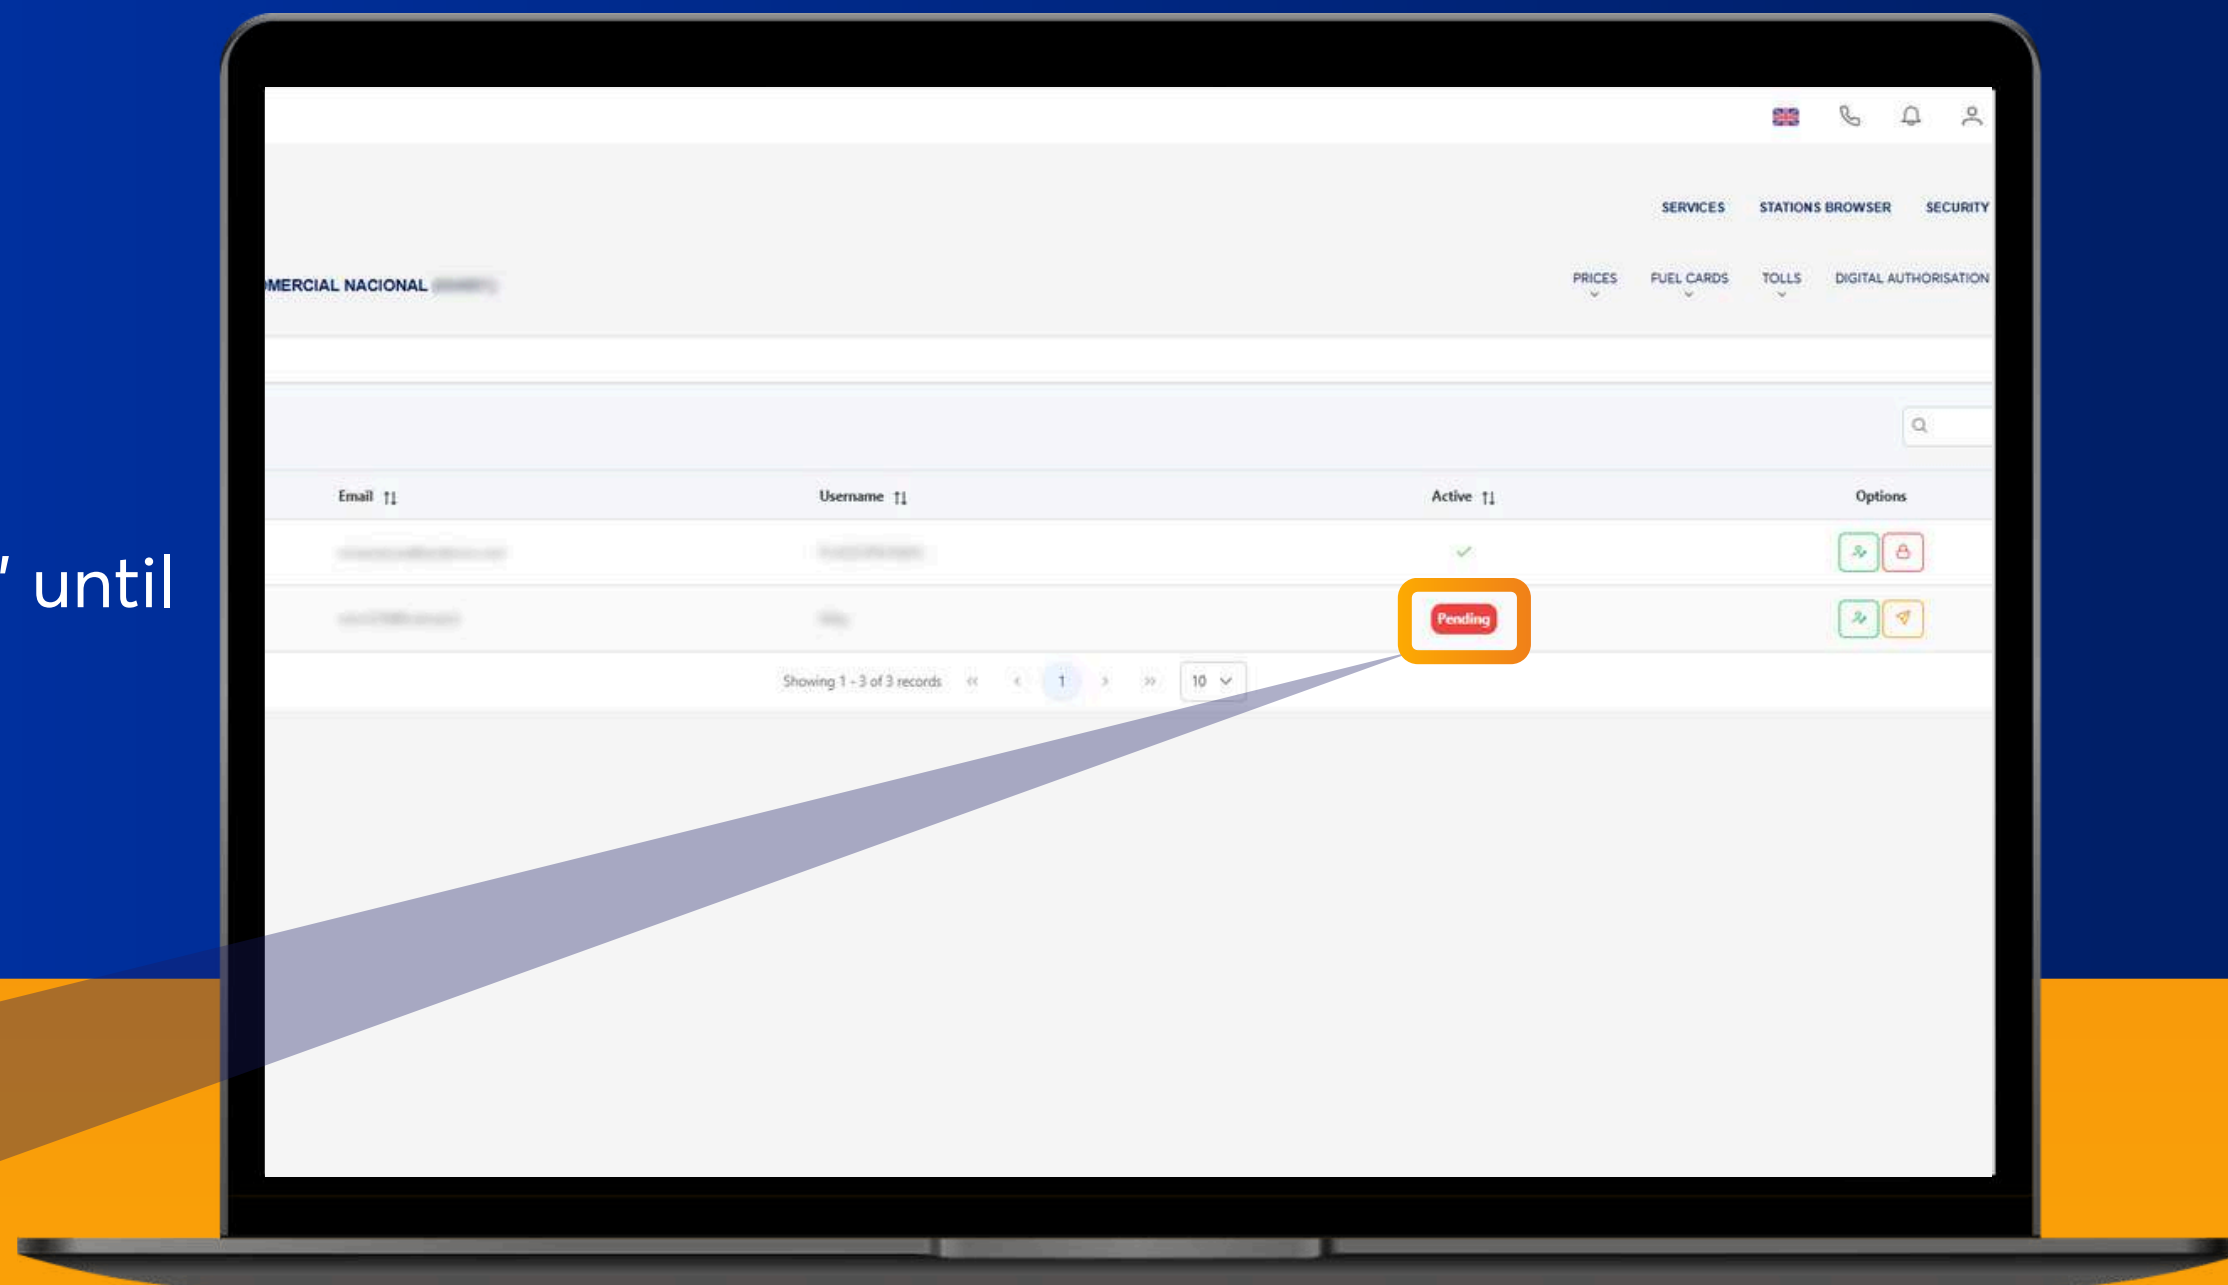 SERVICES STATIONS BROWSER SECURITY
MERCIAL NACIONAL
PRICES FUEL CARDS TOLLS DIGITAL AUTHORISATION
Email Username Active Options
" until
Pending
Showing 1 - 3 of 3 records « ‹ 1 › » 10